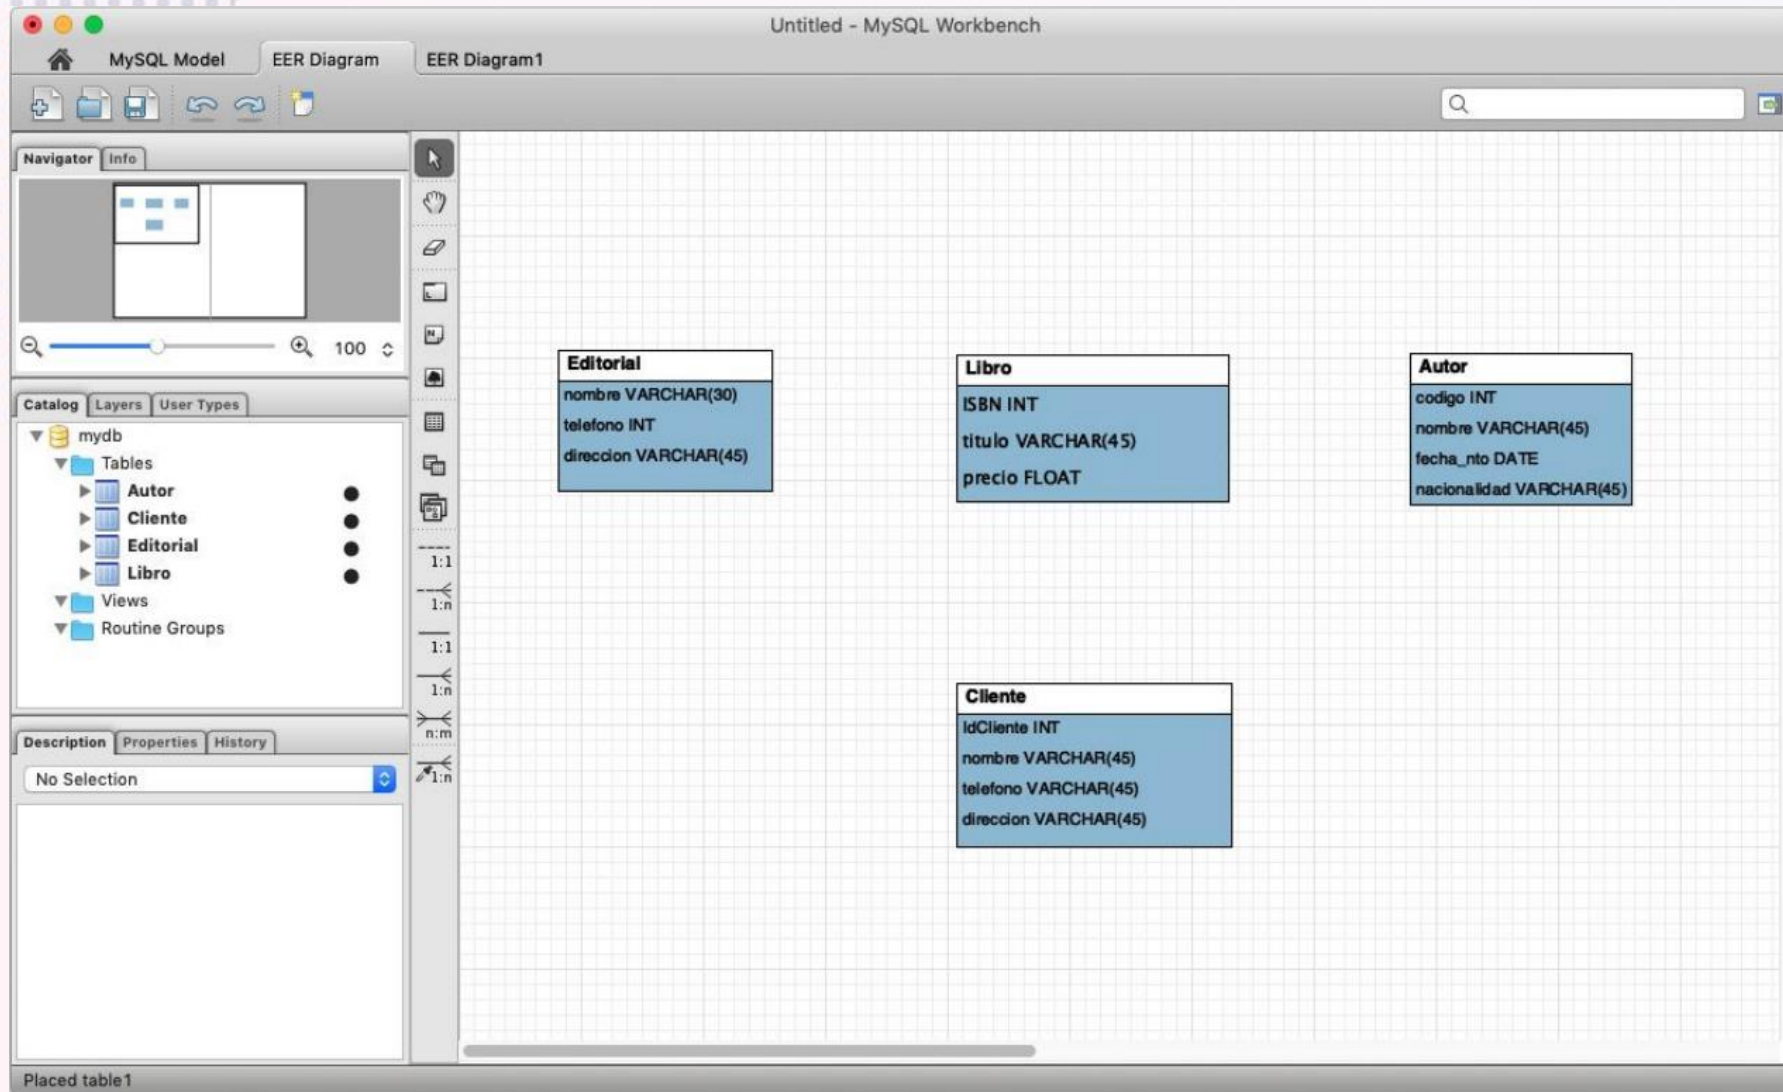 Untitled - MySQL Workbench
MySQL Model
EER Diagram
EER Diagram1
Navigator
Info
100
Catalog
Layers
User Types
mydb
Tables
Autor
Cliente
Editorial
Libro
Views
Routine Groups
Description
Properties
History
No Selection
1:1
1:n
1:1
1:n
n:m
1:n
Editorial
nombre VARCHAR(30)
telefono INT
direccion VARCHAR(45)
Libro
ISBN INT
titulo VARCHAR(45)
precio FLOAT
Autor
codigo INT
nombre VARCHAR(45)
fecha_nto DATE
nacionalidad VARCHAR(45)
Cliente
IdCliente INT
nombre VARCHAR(45)
telefono VARCHAR(45)
direccion VARCHAR(45)
Placed table1